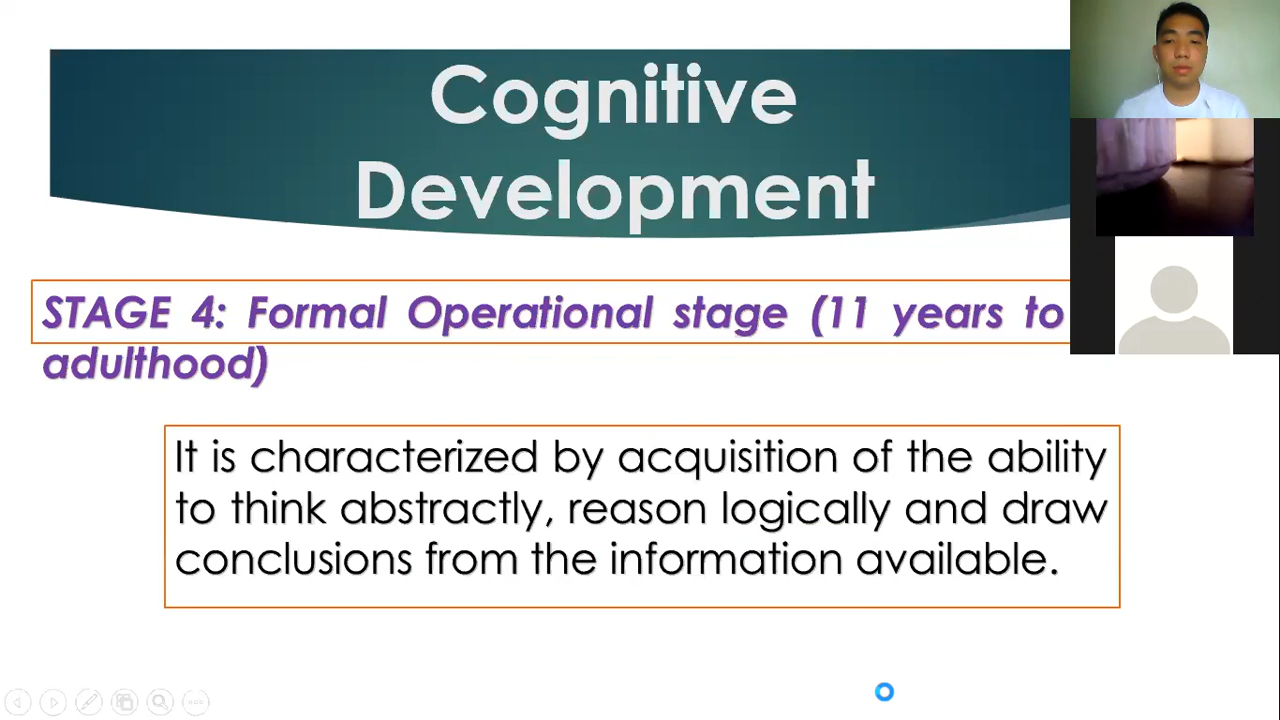 Cognitive
Development
STAGE 4: Formal Operational stage (11 years to
adulthood)
It is characterized by acquisition of the ability
to think abstractly, reason logically and draw
conclusions from the information available.